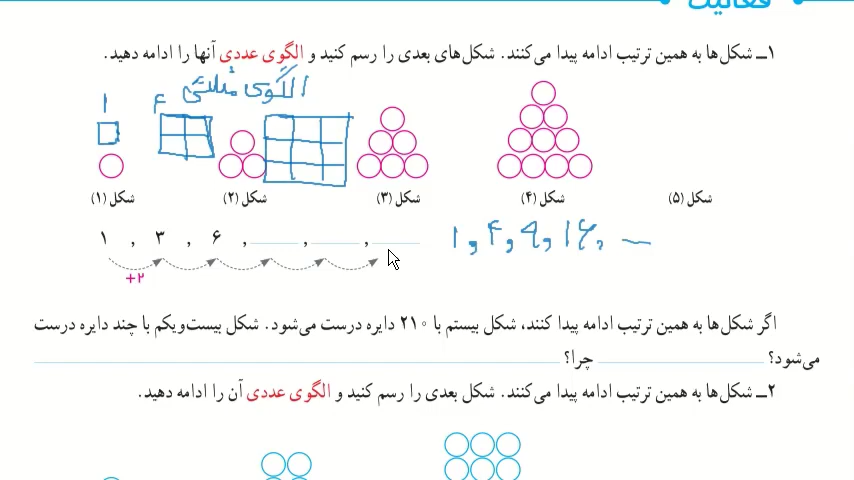 فعالیت
۱ــ شکل‌ها به همین ترتیب ادامه پیدا می‌کنند. شکل‌های بعدی را رسم کنید و الگوی عددی آنها را ادامه دهید.
الگوی مثلثی
۱ ۴
شکل (۱) شکل (۲) شکل (۳) شکل (۴) شکل (۵)
۱ , ۳ , ۶ , , ,
۱, ۴, ۹, ۱۶, ...
+۲
اگر شکل‌ها به همین ترتیب ادامه پیدا کنند، شکل بیستم با ۲۱۰ دایره درست می‌شود. شکل بیست‌ویکم با چند دایره درست
می‌شود؟ چرا؟
۲ــ شکل‌ها به همین ترتیب ادامه پیدا می‌کنند. شکل بعدی را رسم کنید و الگوی عددی آن را ادامه دهید.